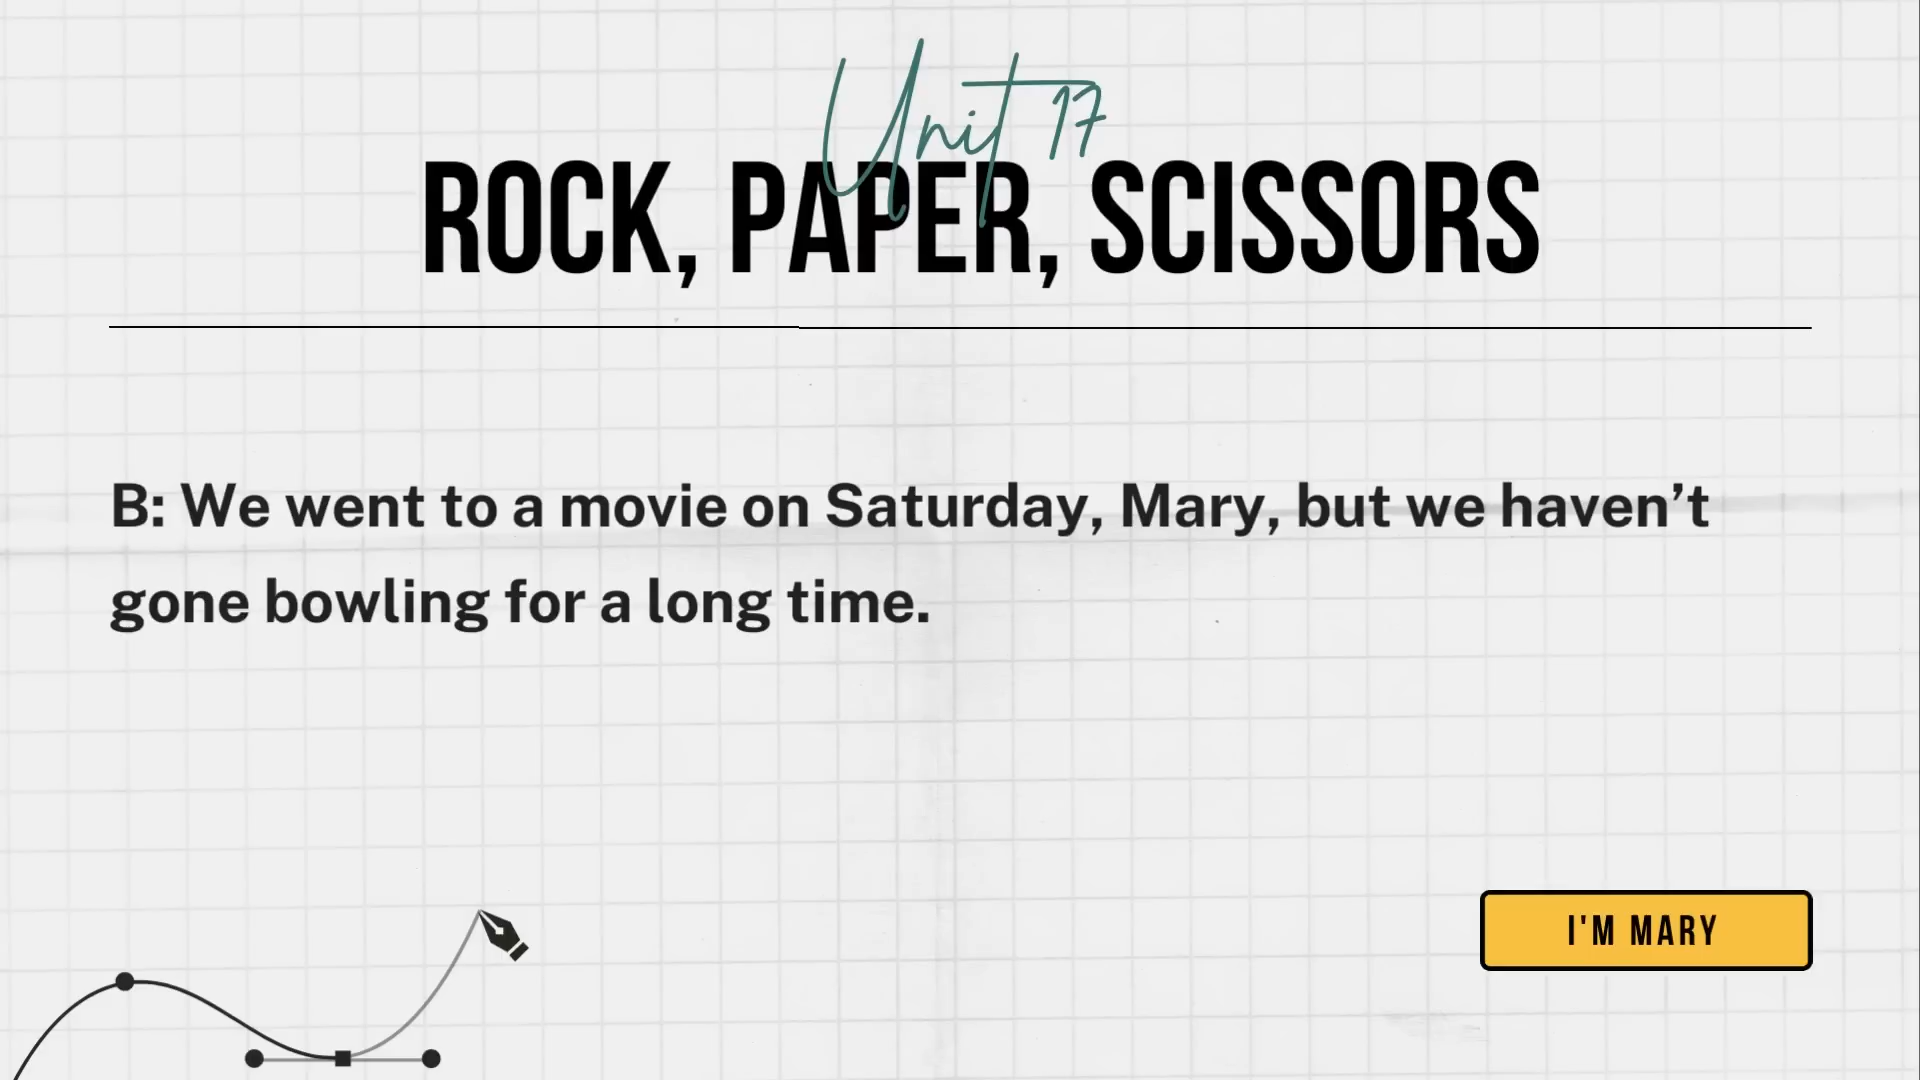 Unit 17
ROCK, PAPER, SCISSORS
B: We went to a movie on Saturday, Mary, but we haven’t
gone bowling for a long time.
I'M MARY